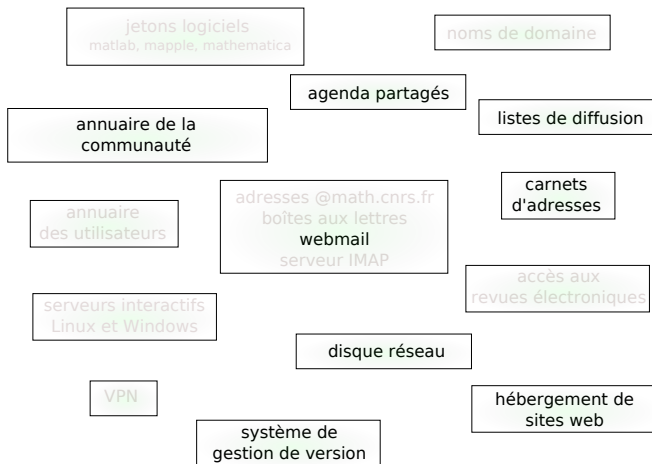 jetons logiciels
matlab, mapple, mathematica
noms de domaine
agenda partagés
listes de diffusion
annuaire de la
communauté
carnets
d'adresses
adresses @math.cnrs.fr
boîtes aux lettres
webmail
serveur IMAP
annuaire
des utilisateurs
accès aux
revues électroniques
serveurs interactifs
Linux et Windows
disque réseau
VPN
hébergement de
sites web
système de
gestion de version